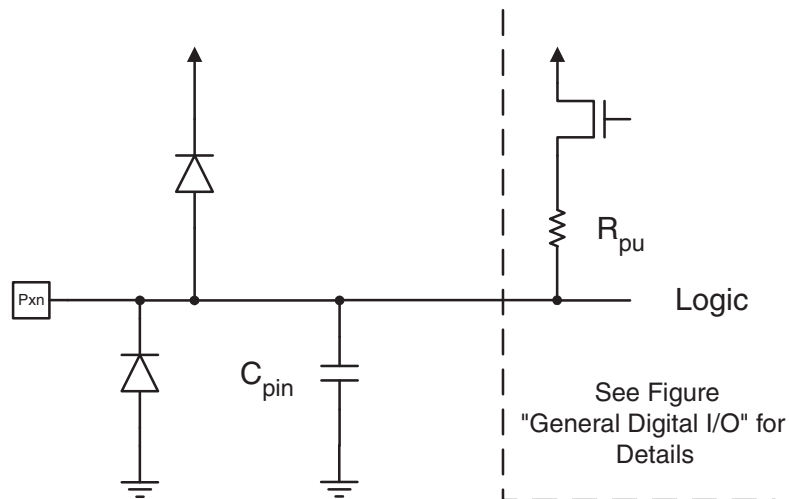 Pxn
C
pin
R
pu
Logic
See Figure
"General Digital I/O" for
Details